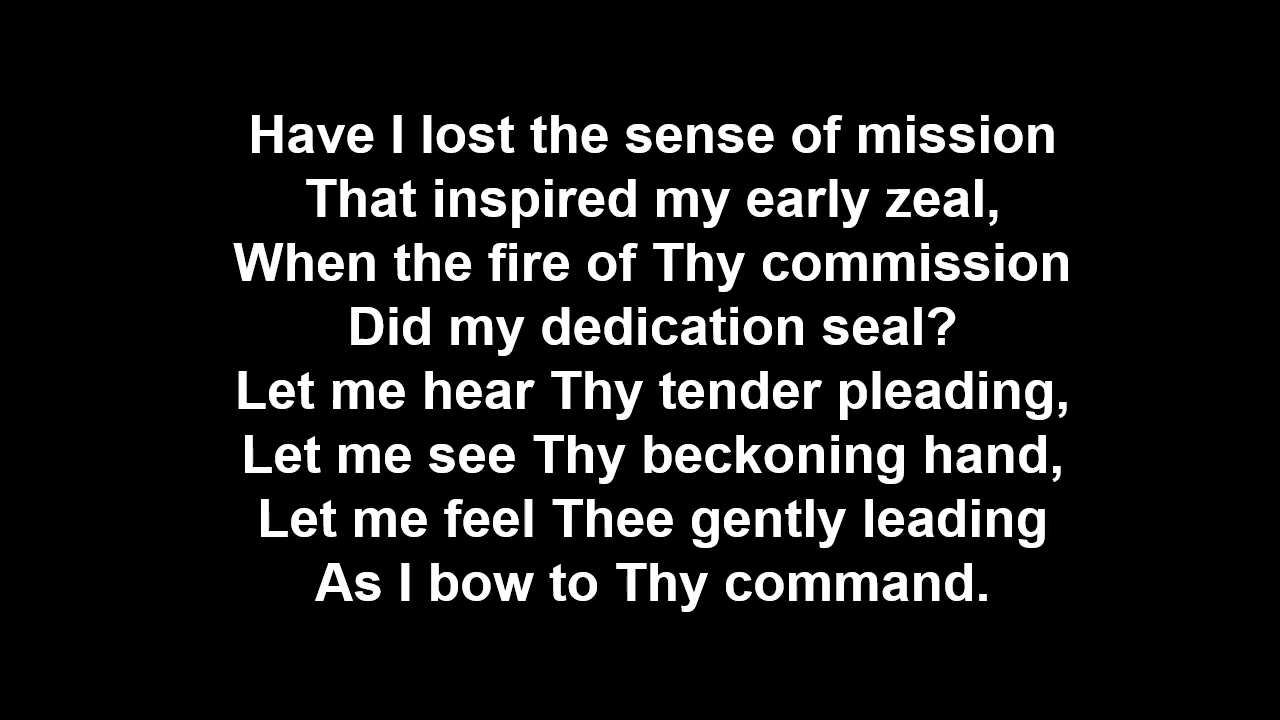 Have I lost the sense of mission
That inspired my early zeal,
When the fire of Thy commission
Did my dedication seal?
Let me hear Thy tender pleading,
Let me see Thy beckoning hand,
Let me feel Thee gently leading
As I bow to Thy command.